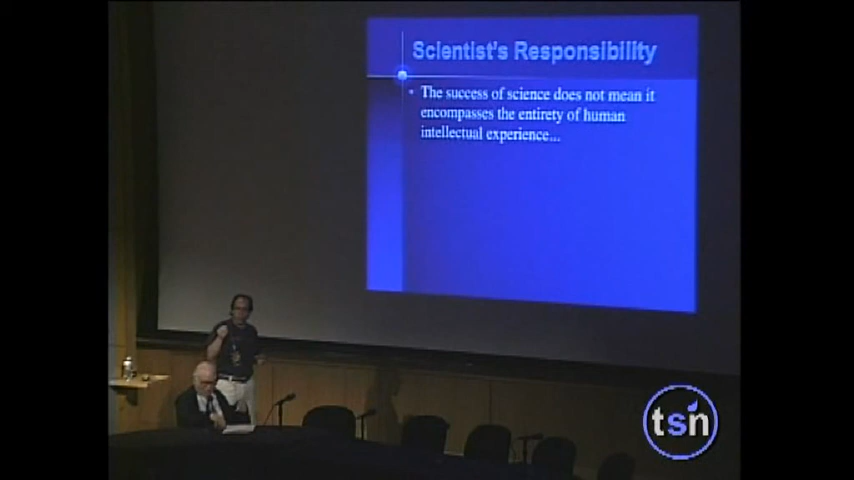 Scientist's Responsibility
The success of science does not mean it
encompasses the entirety of human
intellectual experience...
tsn